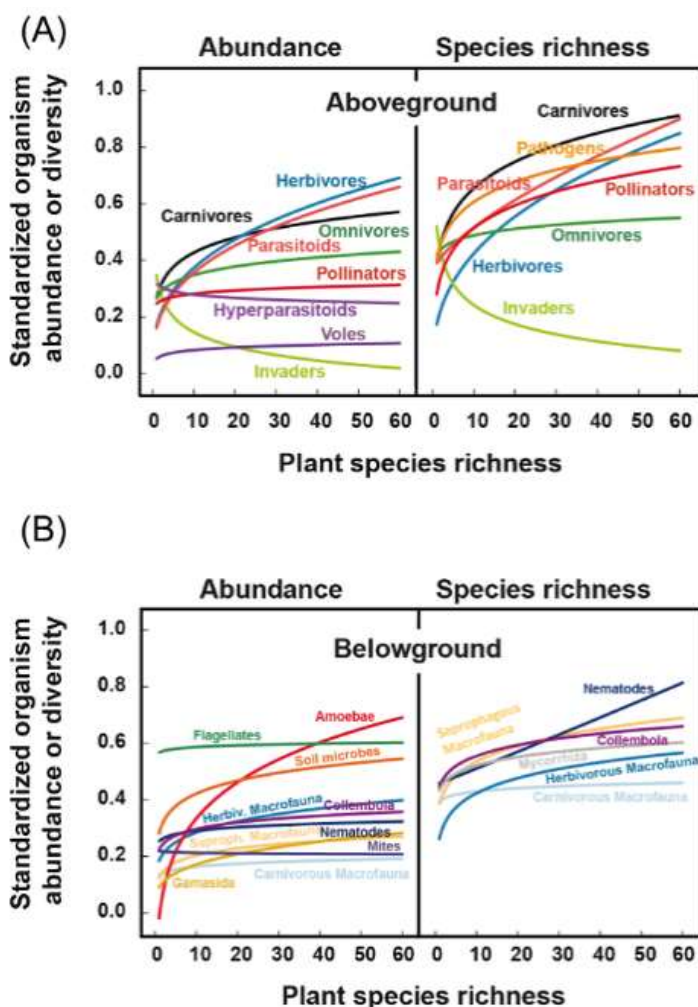 (A)
Abundance
Species richness
Standardized organism
abundance or diversity
1.0
0.8
0.6
0.4
0.2
0.0
Aboveground
Herbivores
Carnivores
Omnivores
Parasitoids
Pollinators
Hyperparasitoids
Voles
Invaders
Carnivores
Pathogens
Parasitoids
Pollinators
Omnivores
Herbivores
Invaders
0 10 20 30 40 50 60 0 10 20 30 40 50 60
Plant species richness
(B)
Abundance
Species richness
Standardized organism
abundance or diversity
1.0
0.8
0.6
0.4
0.2
0.0
Belowground
Amoebae
Flagellates
Soil microbes
Herbiv. Macrofauna
Collembola
Saproph. Macrofauna
Nematodes
Mites
Gamasida
Carnivorous Macrofauna
Nematodes
Saprophagous
Macrofauna
Collembola
Mycorrhiza
Herbivorous Macrofauna
Carnivorous Macrofauna
0 10 20 30 40 50 60 0 10 20 30 40 50 60
Plant species richness